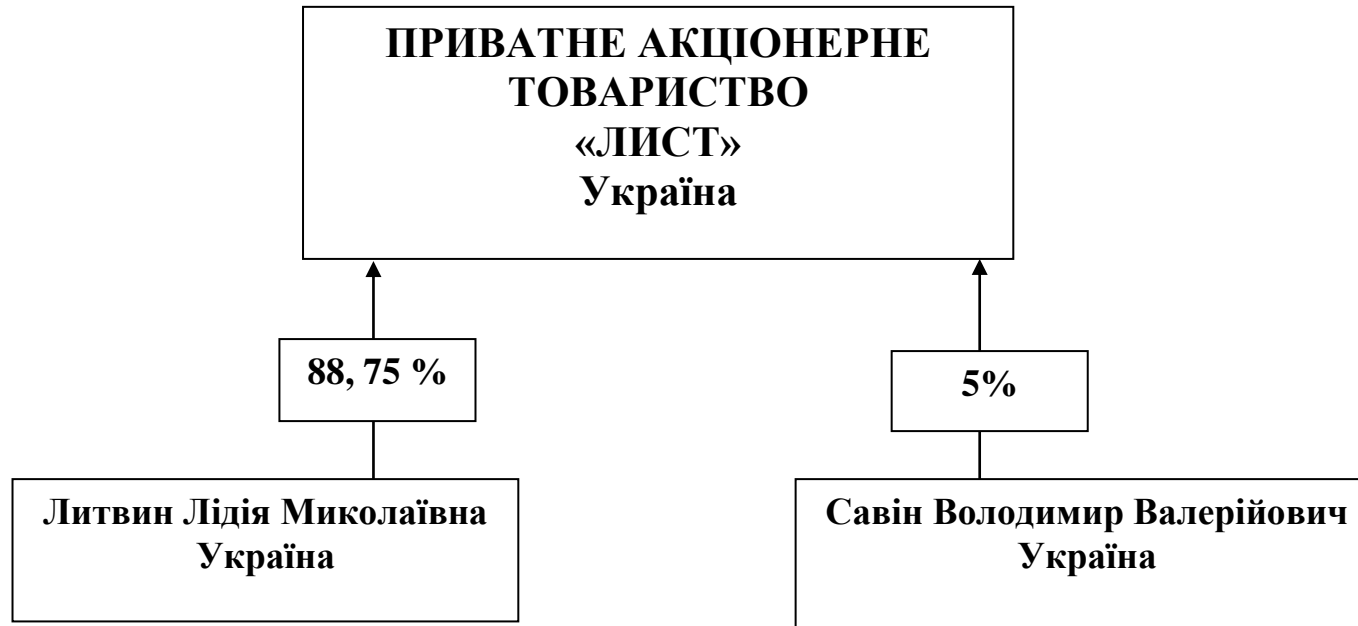 ПРИВАТНЕ АКЦІОНЕРНЕ
ТОВАРИСТВО
«ЛИСТ»
Україна
88, 75 %
5%
Литвин Лідія Миколаївна
Україна
Савін Володимир Валерійович
Україна